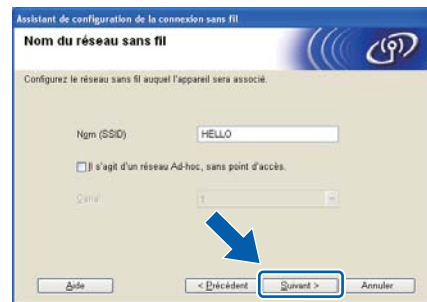 Assistant de configuration de la connexion sans fil
Nom du réseau sans fil
Configurez le réseau sans fil auquel l'appareil sera associé.
Nom (SSID) HELLO
Il s'agit d'un réseau Ad-hoc, sans point d'accès.
Canal 1
Aide < Précédent Suivant > Annuler